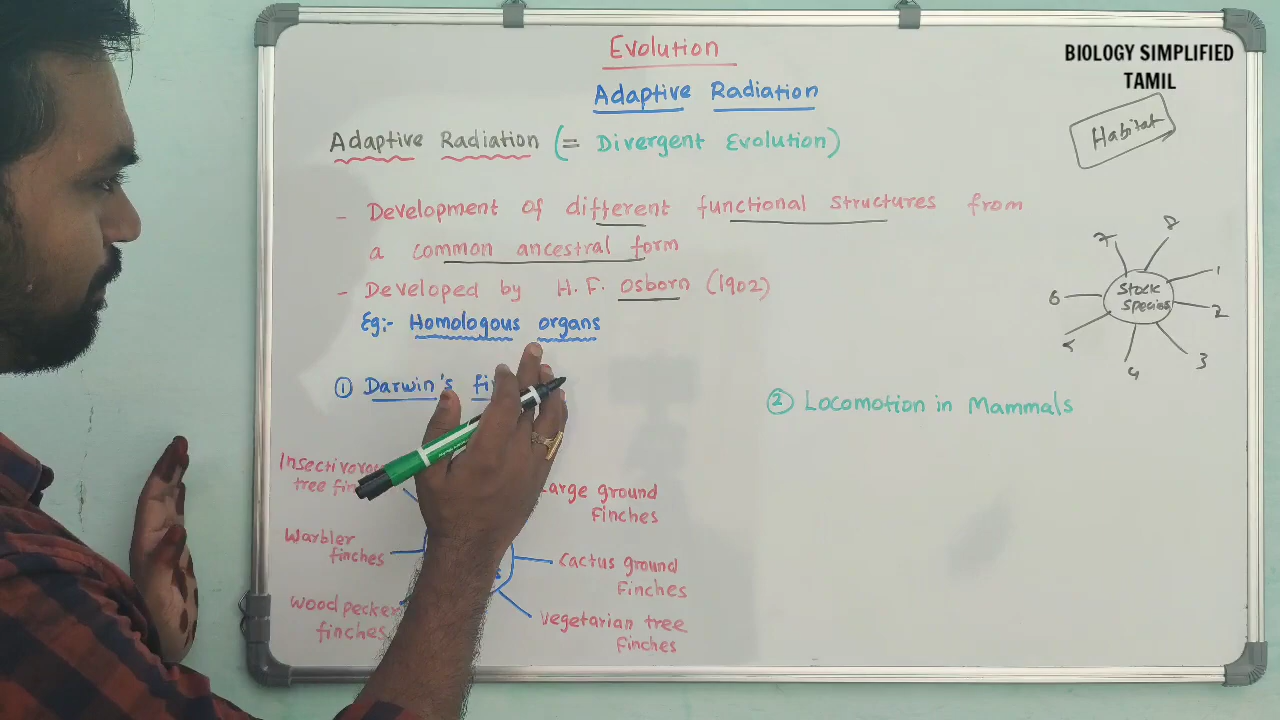 Evolution
BIOLOGY SIMPLIFIED
TAMIL
Adaptive Radiation
Habitat
Adaptive Radiation (= Divergent Evolution)
- Development of different functional structures from
a common ancestral form
- Developed by H. F. Osborn (1902)
Eg:- Homologous organs
7
8
1
2
3
4
5
6
Stock
Species
① Darwin's
② Locomotion in Mammals
tree
Large ground
Finches
Warbler
finches
Cactus ground
Finches
Woodpecker
finches
Vegetarian tree
Finches